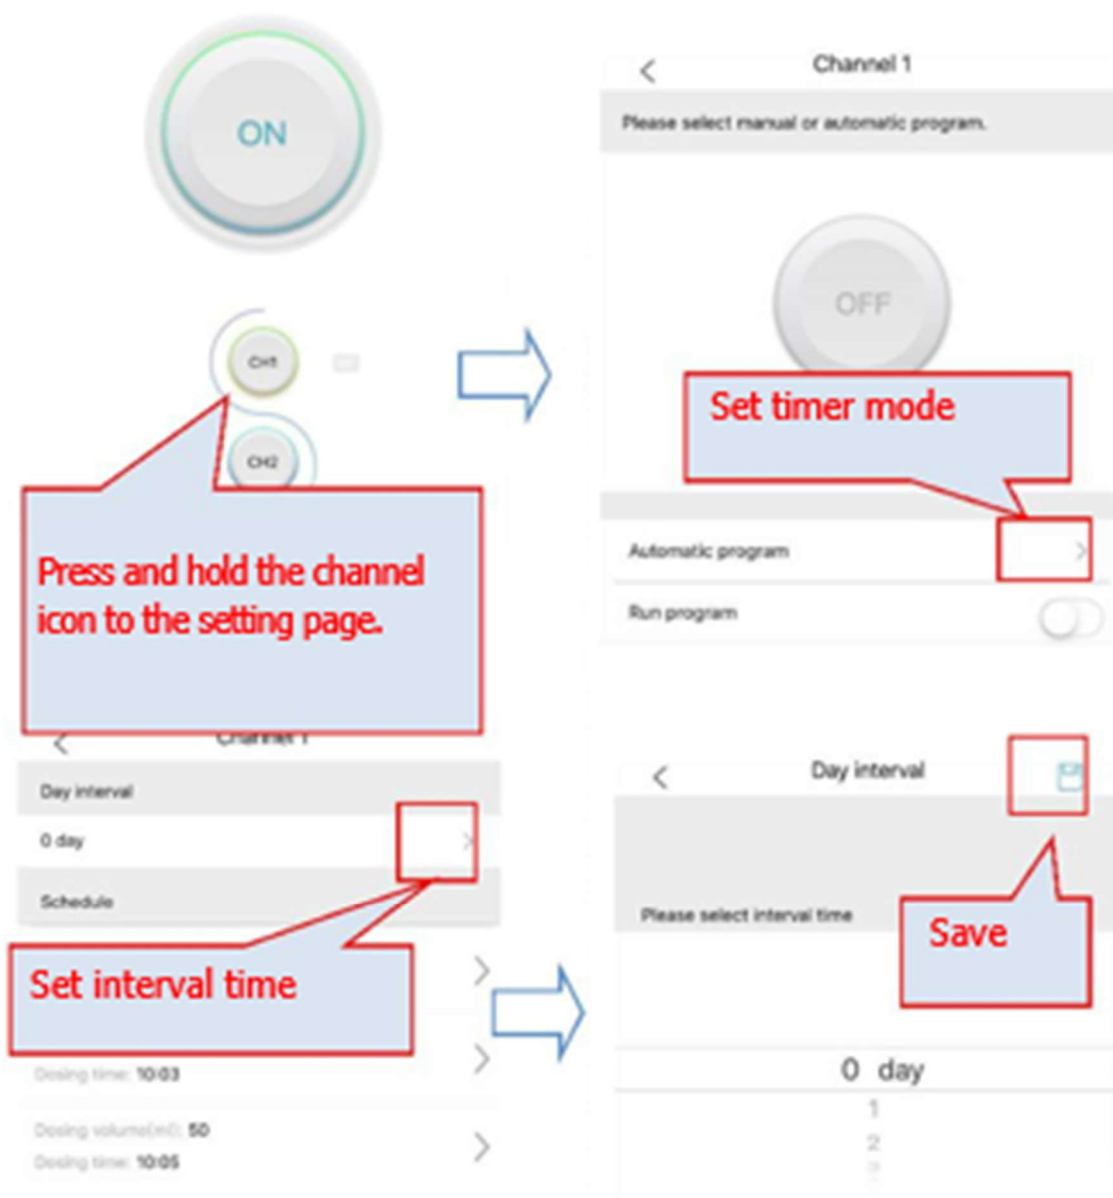 ON
CH1
CH2
Press and hold the channel
icon to the setting page.
Channel 1
Please select manual or automatic program.
OFF
Set timer mode
Automatic program
Run program
Channel 1
Day interval
0 day
Schedule
Set interval time
Dosing time: 10:03
Dosing volume(ml): 50
Dosing time: 10:05
Day interval
Please select interval time
Save
0 day
1
2